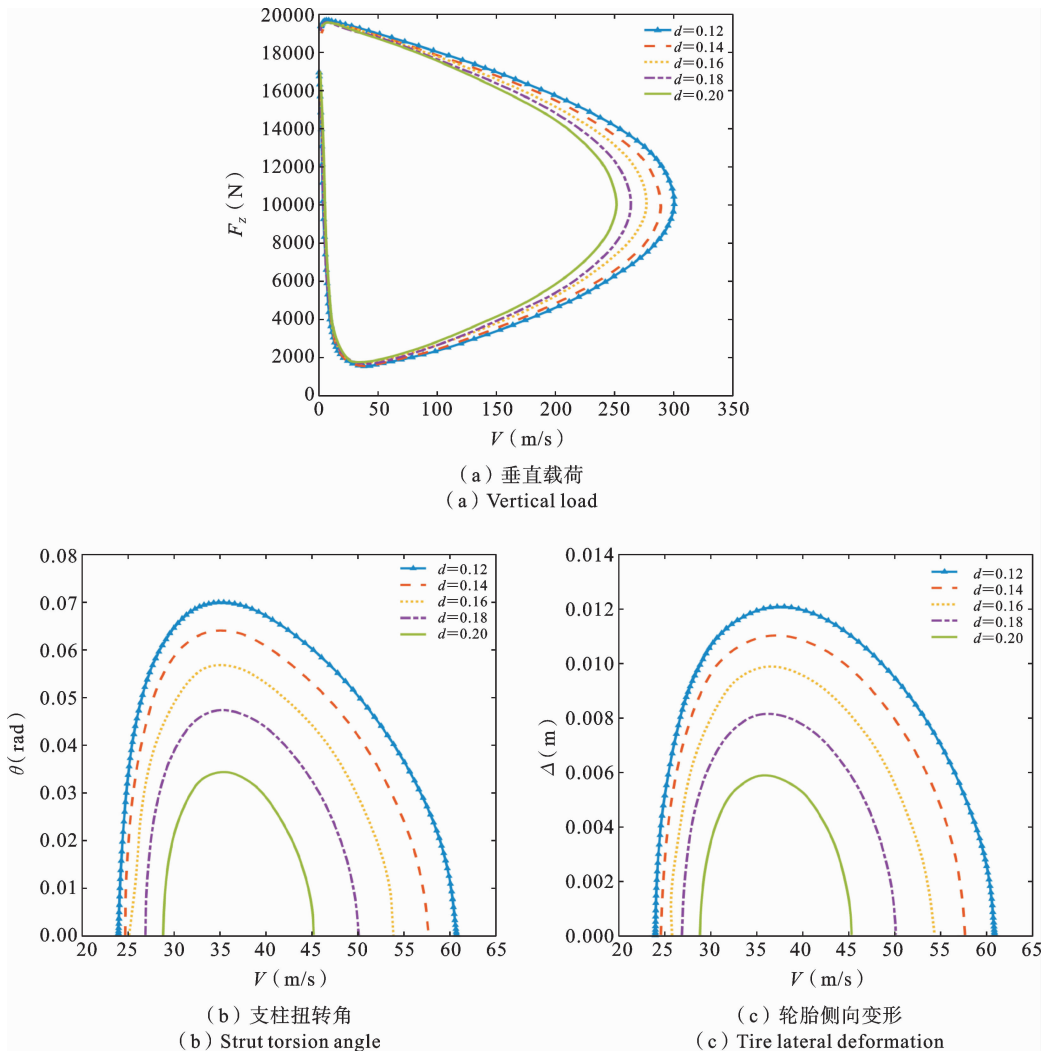 20000
18000
16000
14000
12000
10000
8000
6000
4000
2000
0
F_z（N）
d=0.12
d=0.14
d=0.16
d=0.18
d=0.20
0 50 100 150 200 250 300 350
V（m/s）
（a）垂直载荷
（a）Vertical load
0.08
0.07
0.06
0.05
0.04
0.03
0.02
0.01
0.00
θ(rad）
d=0.12
d=0.14
d=0.16
d=0.18
d=0.20
20 25 30 35 40 45 50 55 60 65
V（m/s）
（b）支柱扭转角
（b）Strut torsion angle
0.014
0.012
0.010
0.008
0.006
0.004
0.002
0.000
Δ（m）
d=0.12
d=0.14
d=0.16
d=0.18
d=0.20
20 25 30 35 40 45 50 55 60 65
V（m/s）
（c）轮胎侧向变形
（c）Tire lateral deformation